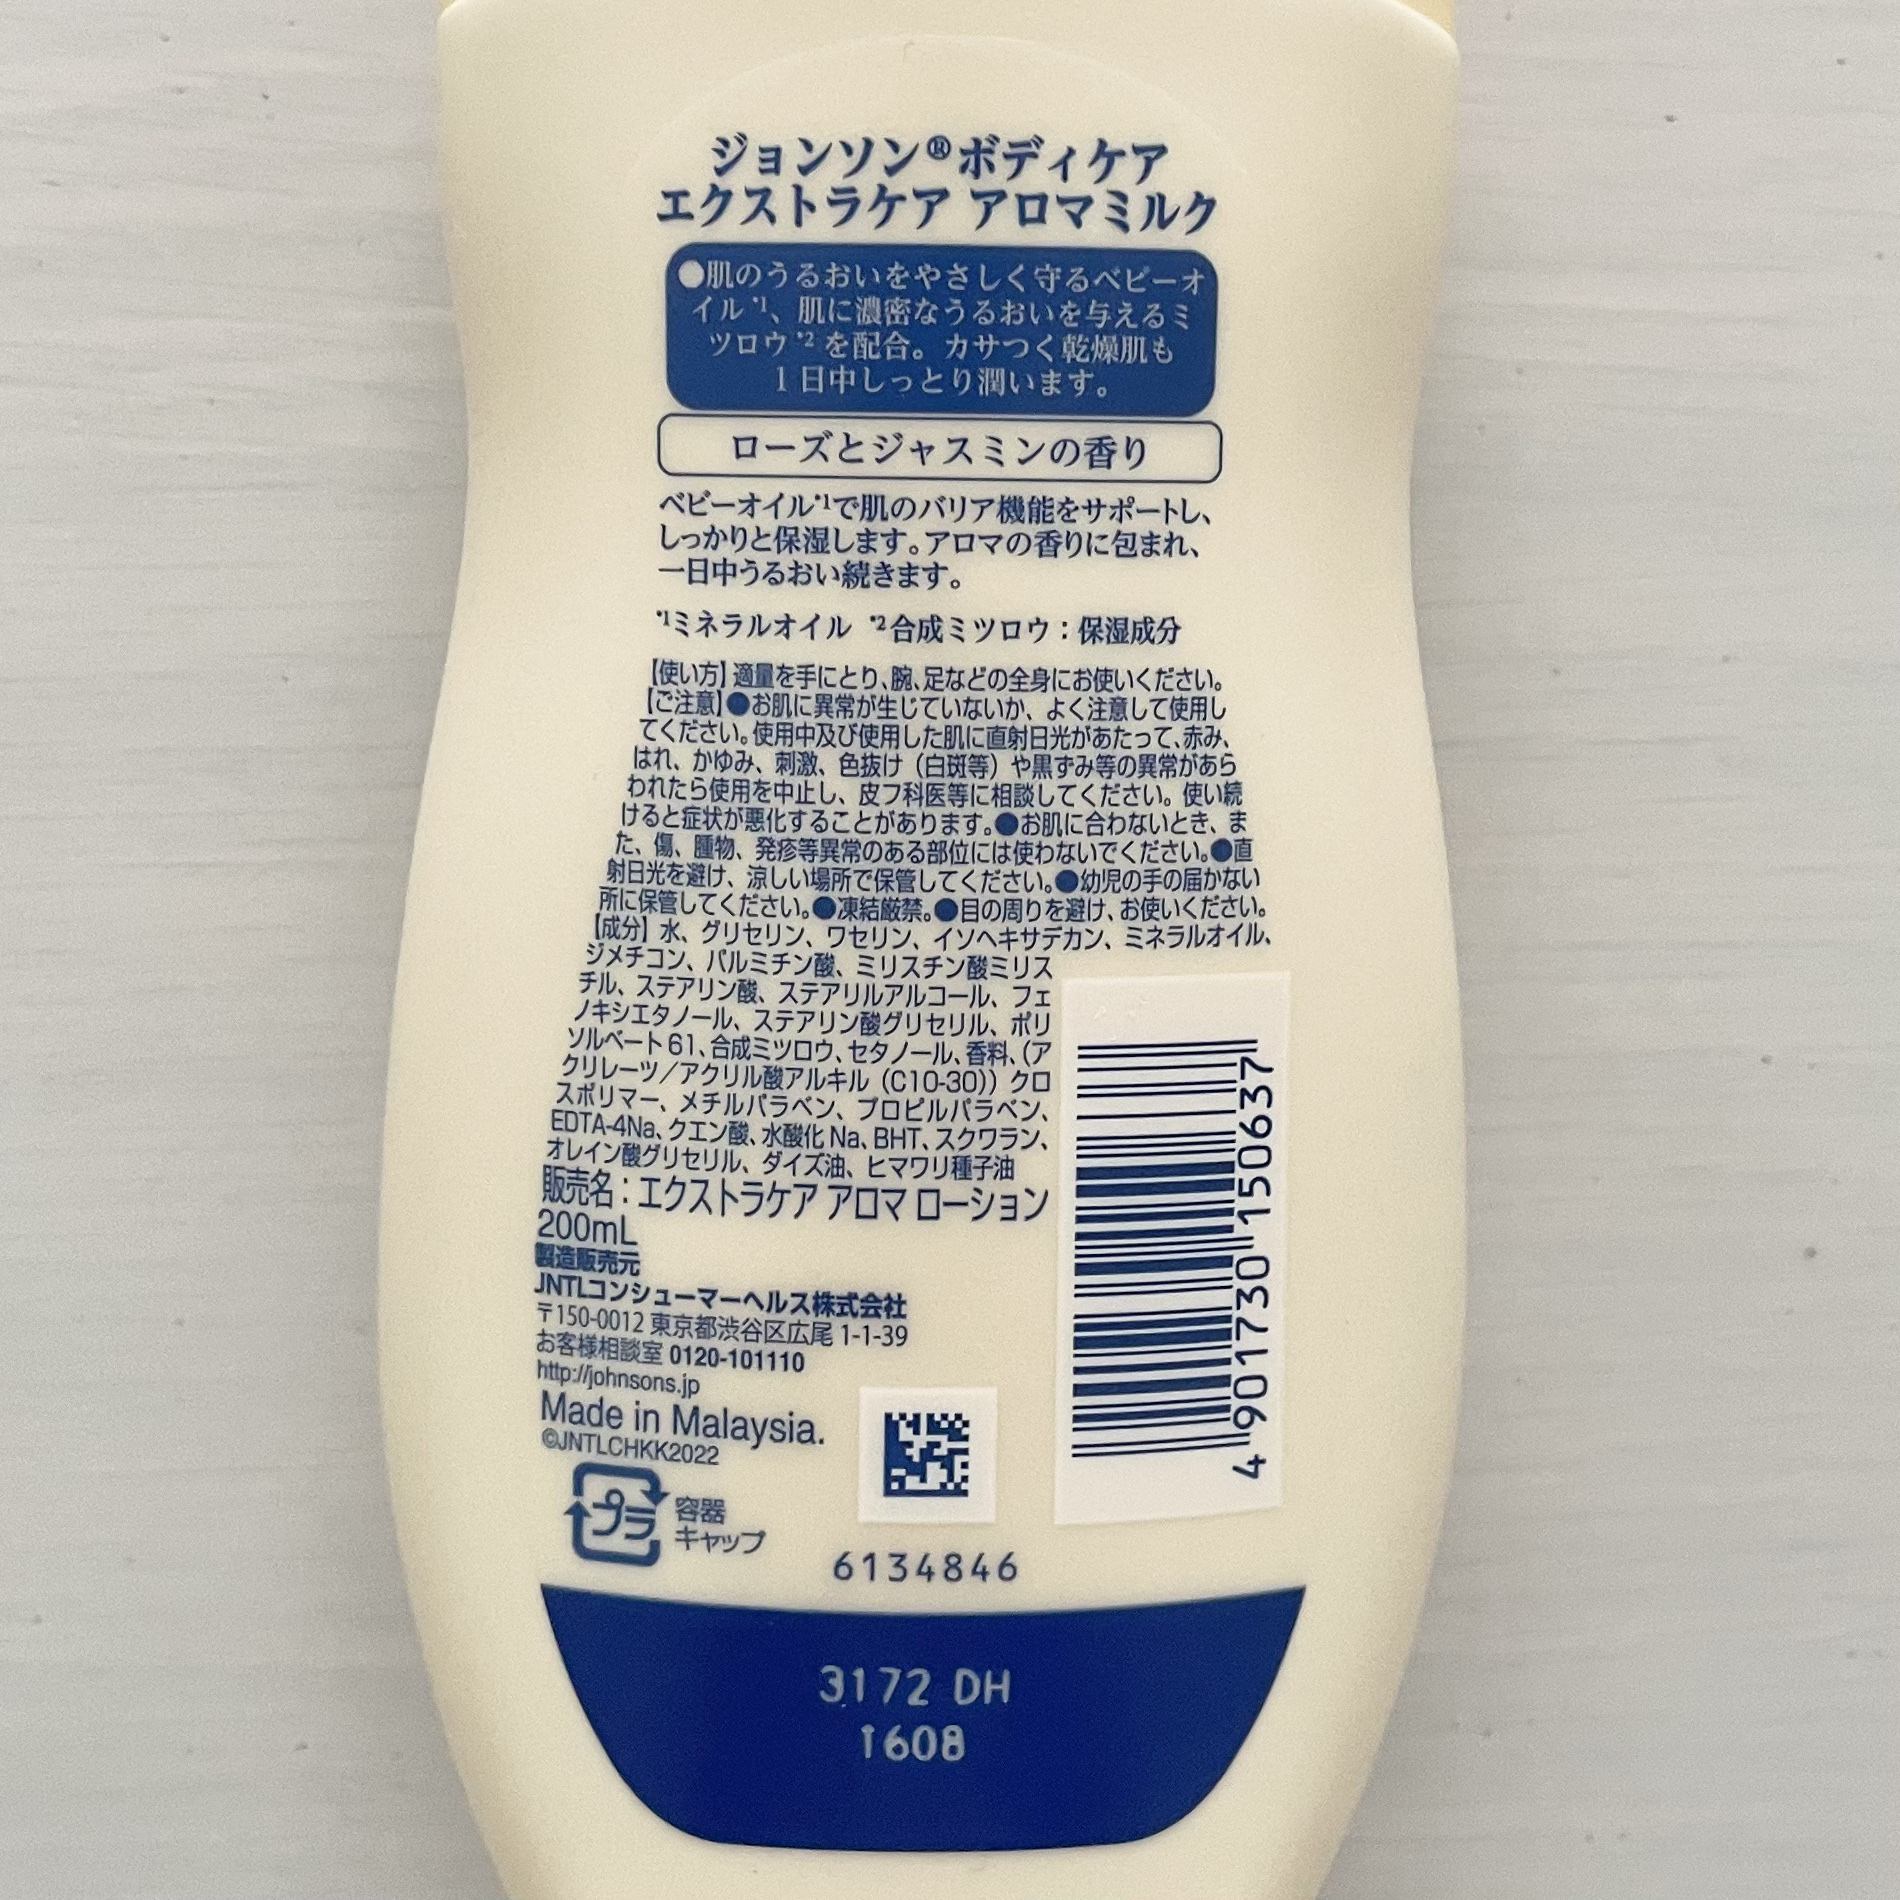 ジョンソン®ボディケア
エクストラケア アロマミルク
●肌のうるおいをやさしく守るベビーオ
イル*1、肌に濃密なうるおいを与えるミ
ツロウ*2 を配合。カサつく乾燥肌も
1日中しっとり潤います。
ローズとジャスミンの香り
ベビーオイル*1で肌のバリア機能をサポートし、
しっかりと保湿します。アロマの香りに包まれ、
一日中うるおい続きます。
*1ミネラルオイル *2合成ミツロウ：保湿成分
【使い方】適量を手にとり、腕、足などの全身にお使いください。
【ご注意】●お肌に異常が生じていないか、よく注意して使用し
てください。使用中及び使用した肌に直射日光があたって、赤み、
はれ、かゆみ、刺激、色抜け（白斑等）や黒ずみ等の異常があら
われたら使用を中止し、皮フ科医等に相談してください。使い続
けると症状が悪化することがあります。●お肌に合わないとき、ま
た、傷、腫物、発疹等異常のある部位には使わないでください。●直
射日光を避け、涼しい場所で保管してください。●幼児の手の届かない
所に保管してください。●凍結厳禁。●目の周りを避け、お使いください。
【成分】水、グリセリン、ワセリン、イソヘキサデカン、ミネラルオイル、
ジメチコン、パルミチン酸、ミリスチン酸ミリス
チル、ステアリン酸、ステアリルアルコール、フェ
ノキシエタノール、ステアリン酸グリセリル、ポリ
ソルベート61、合成ミツロウ、セタノール、香料、（ア
クリレーツ／アクリル酸アルキル（C10-30））クロ
スポリマー、メチルパラベン、プロピルパラベン、
EDTA-4Na、クエン酸、水酸化Na、BHT、スクワラン、
オレイン酸グリセリル、ダイズ油、ヒマワリ種子油
販売名：エクストラケア アロマ ローション
200mL
製造販売元
JNTLコンシューマーヘルス株式会社
〒150-0012 東京都渋谷区広尾 1-1-39
お客様相談室 0120-101110
http://johnsons.jp
Made in Malaysia.
©JNTLCHKK2022
プラ
容器
キャップ
4 901730 150637
6134846
3172 DH
1608